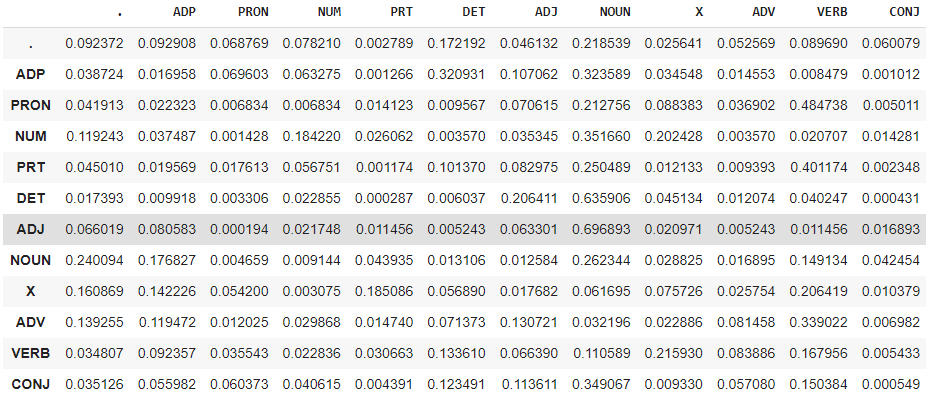 . ADP PRON NUM PRT DET ADJ NOUN X ADV VERB CONJ
. 0.092372 0.092908 0.068769 0.078210 0.002789 0.172192 0.046132 0.218539 0.025641 0.052569 0.089690 0.060079
ADP 0.038724 0.016958 0.069603 0.063275 0.001266 0.320931 0.107062 0.323589 0.034548 0.014553 0.008479 0.001012
PRON 0.041913 0.022323 0.006834 0.006834 0.014123 0.009567 0.070615 0.212756 0.088383 0.036902 0.484738 0.005011
NUM 0.119243 0.037487 0.001428 0.184220 0.026062 0.003570 0.035345 0.351660 0.202428 0.003570 0.020707 0.014281
PRT 0.045010 0.019569 0.017613 0.056751 0.001174 0.101370 0.082975 0.250489 0.012133 0.009393 0.401174 0.002348
DET 0.017393 0.009918 0.003306 0.022855 0.000287 0.006037 0.206411 0.635906 0.045134 0.012074 0.040247 0.000431
ADJ 0.066019 0.080583 0.000194 0.021748 0.011456 0.005243 0.063301 0.696893 0.020971 0.005243 0.011456 0.016893
NOUN 0.240094 0.176827 0.004659 0.009144 0.043935 0.013106 0.012584 0.262344 0.028825 0.016895 0.149134 0.042454
X 0.160869 0.142226 0.054200 0.003075 0.185086 0.056890 0.017682 0.061695 0.075726 0.025754 0.206419 0.010379
ADV 0.139255 0.119472 0.012025 0.029868 0.014740 0.071373 0.130721 0.032196 0.022886 0.081458 0.339022 0.006982
VERB 0.034807 0.092357 0.035543 0.022836 0.030663 0.133610 0.066390 0.110589 0.215930 0.083886 0.167956 0.005433
CONJ 0.035126 0.055982 0.060373 0.040615 0.004391 0.123491 0.113611 0.349067 0.009330 0.057080 0.150384 0.000549